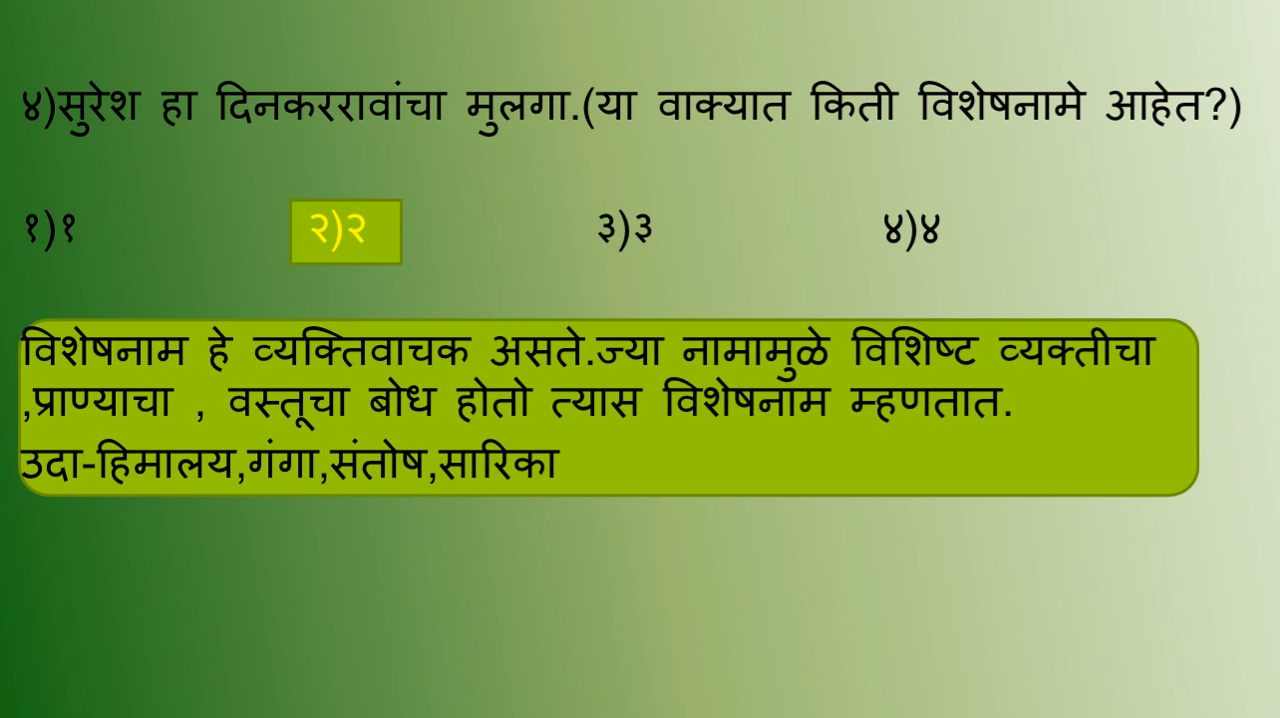 ४)सुरेश हा दिनकररावांचा मुलगा.(या वाक्यात किती विशेषनामे आहेत?)
१)१ २)२ ३)३ ४)४
विशेषनाम हे व्यक्तिवाचक असते.ज्या नामामुळे विशिष्ट व्यक्तीचा
,प्राण्याचा , वस्तूचा बोध होतो त्यास विशेषनाम म्हणतात.
उदा-हिमालय,गंगा,संतोष,सारिका